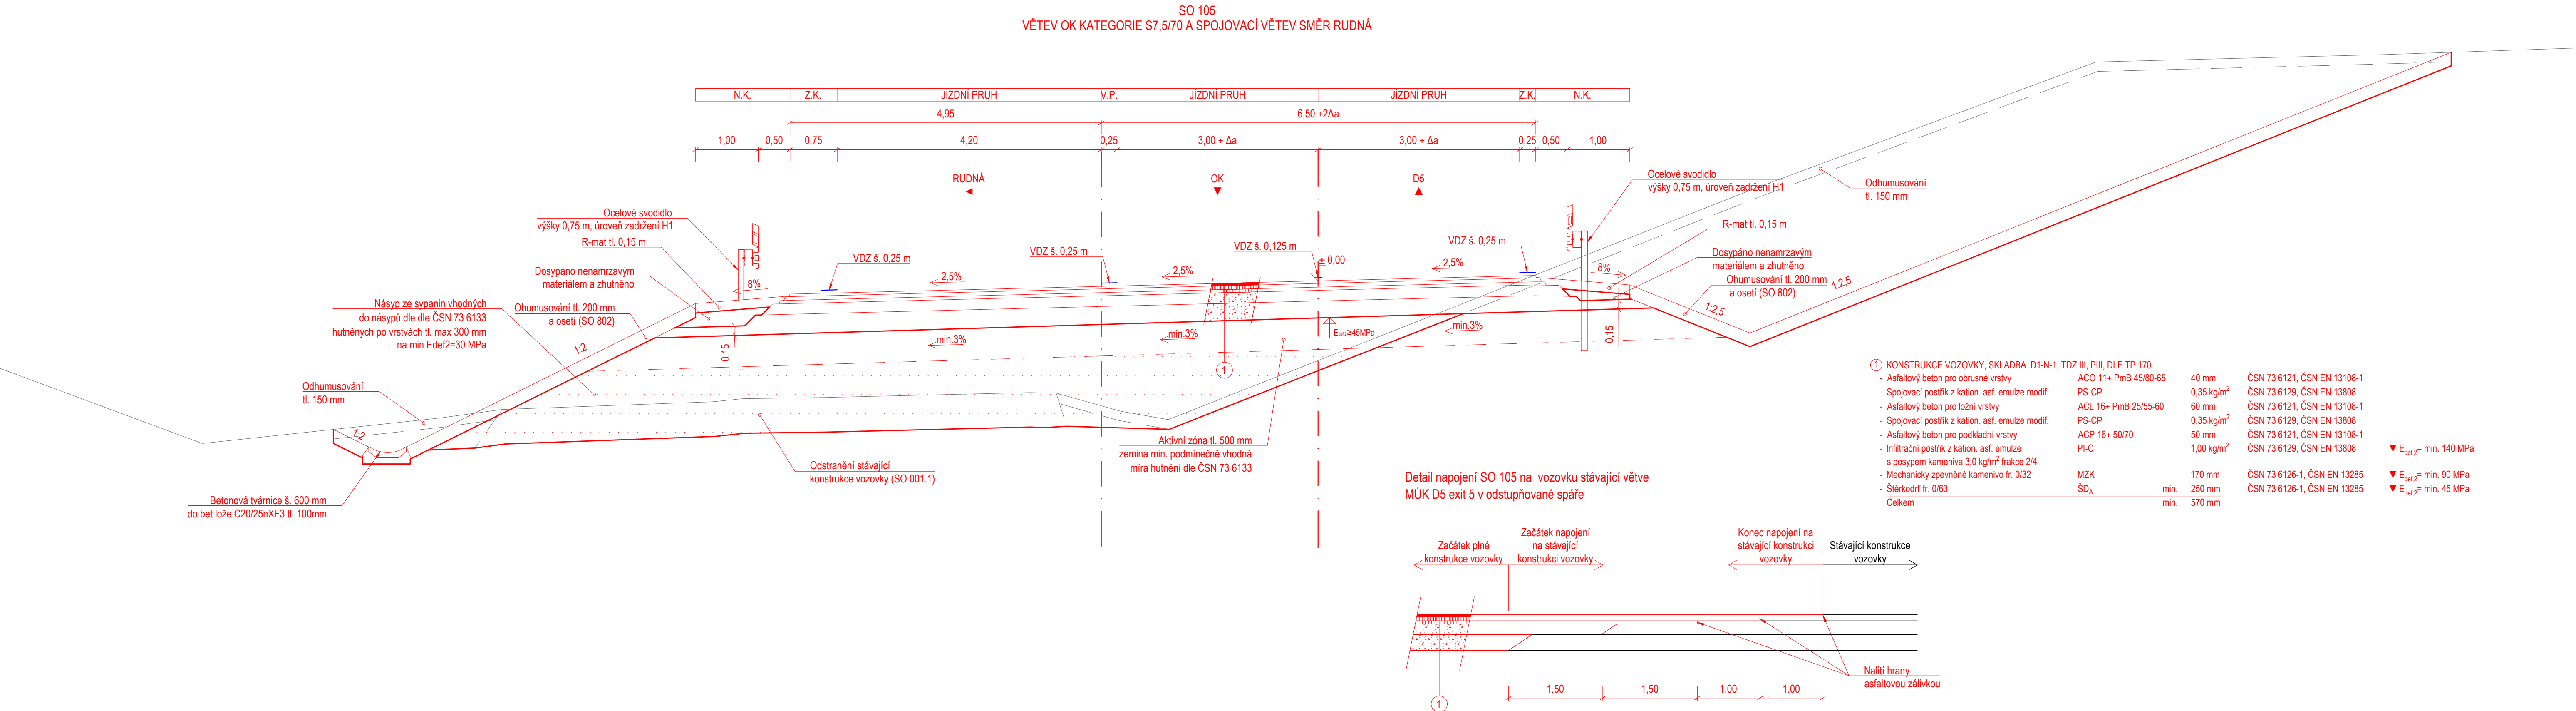 SO 105
VĚTEV OK KATEGORIE S7,5/70 A SPOJOVACÍ VĚTEV SMĚR RUDNÁ
N.K. Z.K. JÍZDNÍ PRUH V.P. JÍZDNÍ PRUH JÍZDNÍ PRUH Z.K. N.K.
4,95 6,50 +2Δa
1,00 0,50 0,75 4,20 0,25 3,00 + Δa 3,00 + Δa 0,25 0,50 1,00
RUDNÁ OK D5
Ocelové svodidlo
výšky 0,75 m, úroveň zadržení H1
R-mat tl. 0,15 m
Dosypáno nenamrzavým
materiálem a zhutněno
Násyp ze sypanin vhodných
do násypů dle dle ČSN 73 6133
hutněných po vrstvách tl. max 300 mm
na min Edef2=30 MPa
Ohumusování tl. 200 mm
a osetí (SO 802)
1:2
Odhumusování
tl. 150 mm
1:2
Betonová tvárnice š. 600 mm
do bet lože C20/25nXF3 tl. 100mm
8%
0,15
VDZ š. 0,25 m
2,5%
VDZ š. 0,25 m
2,5%
VDZ š. 0,125 m
± 0,00
2,5%
VDZ š. 0,25 m
min.3%
min.3%
min.3%
Edef,2≥45MPa
1
Odstranění stávající
konstrukce vozovky (SO 001.1)
Aktivní zóna tl. 500 mm
zemina min. podmínečně vhodná
míra hutnění dle ČSN 73 6133
Ocelové svodidlo
výšky 0,75 m, úroveň zadržení H1
R-mat tl. 0,15 m
Dosypáno nenamrzavým
materiálem a zhutněno
Ohumusování tl. 200 mm
a osetí (SO 802)
8%
0,15
1:2,5
1:2,5
Odhumusování
tl. 150 mm
1 KONSTRUKCE VOZOVKY, SKLADBA D1-N-1, TDZ III, PIII, DLE TP 170
- Asfaltový beton pro obrusné vrstvy ACO 11+ PmB 45/80-65 40 mm ČSN 73 6121, ČSN EN 13108-1
- Spojovací postřik z kation. asf. emulze modif. PS-CP 0,35 kg/m² ČSN 73 6129, ČSN EN 13808
- Asfaltový beton pro ložní vrstvy ACL 16+ PmB 25/55-60 60 mm ČSN 73 6121, ČSN EN 13108-1
- Spojovací postřik z kation. asf. emulze modif. PS-CP 0,35 kg/m² ČSN 73 6129, ČSN EN 13808
- Asfaltový beton pro podkladní vrstvy ACP 16+ 50/70 50 mm ČSN 73 6121, ČSN EN 13108-1
- Infiltrační postřik z kation. asf. emulze PI-C 1,00 kg/m² ČSN 73 6129, ČSN EN 13808 ▼ Edef,2= min. 140 MPa
s posypem kameniva 3,0 kg/m² frakce 2/4
- Mechanicky zpevněné kamenivo fr. 0/32 MZK 170 mm ČSN 73 6126-1, ČSN EN 13285 ▼ Edef,2= min. 90 MPa
- Štěrkodrť fr. 0/63 ŠDA min. 250 mm ČSN 73 6126-1, ČSN EN 13285 ▼ Edef,2= min. 45 MPa
Celkem min. 570 mm
Detail napojení SO 105 na vozovku stávající větve
MÚK D5 exit 5 v odstupňované spáře
Začátek plné
konstrukce vozovky
Začátek napojení
na stávající
konstrukci vozovky
Konec napojení na
stávající konstrukci
vozovky
Stávající konstrukce
vozovky
Nalití hrany
asfaltovou zálivkou
1,50 1,50 1,00 1,00
1